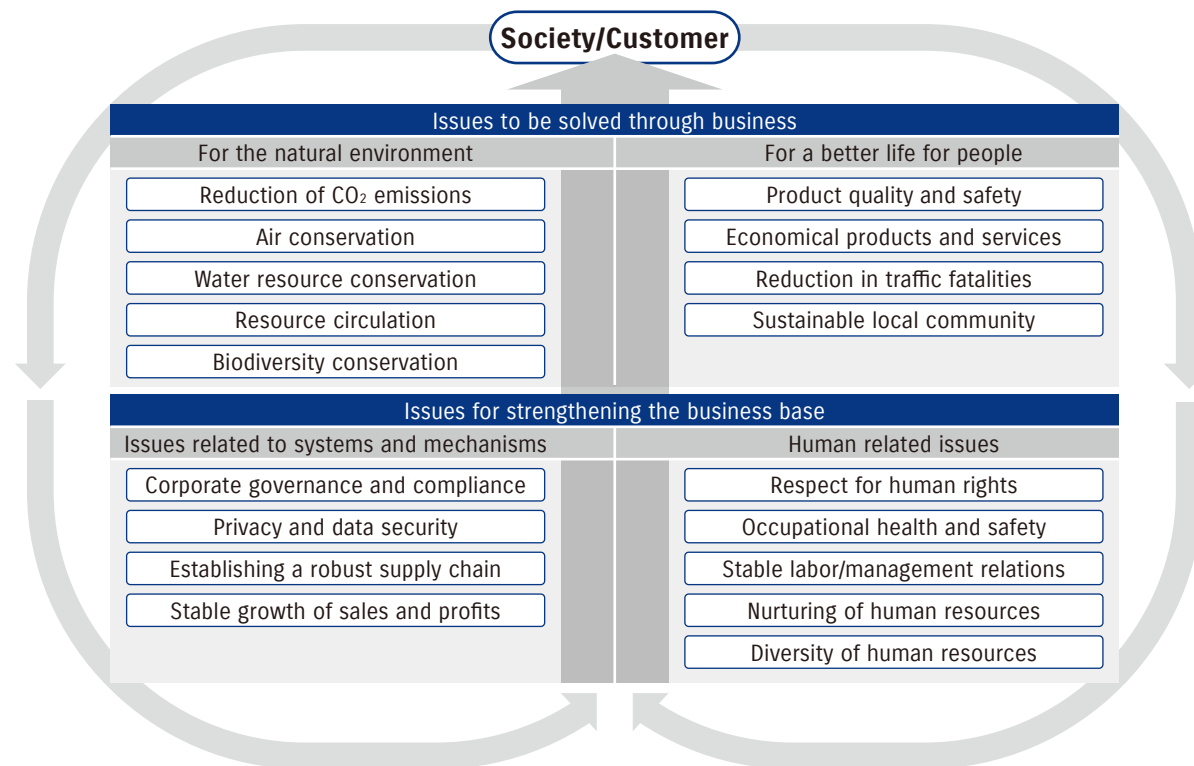 Society/Customer
Issues to be solved through business
For the natural environment
Reduction of CO₂ emissions
Air conservation
Water resource conservation
Resource circulation
Biodiversity conservation
For a better life for people
Product quality and safety
Economical products and services
Reduction in traffic fatalities
Sustainable local community
Issues for strengthening the business base
Issues related to systems and mechanisms
Corporate governance and compliance
Privacy and data security
Establishing a robust supply chain
Stable growth of sales and profits
Human related issues
Respect for human rights
Occupational health and safety
Stable labor/management relations
Nurturing of human resources
Diversity of human resources